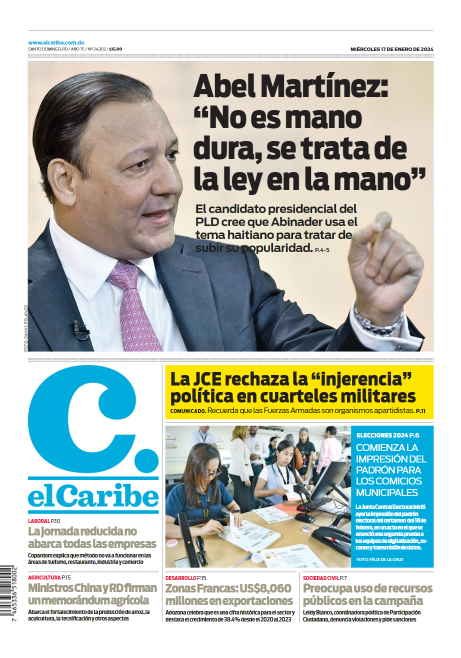 www.elcaribe.com.do
SANTO DOMINGO, RD / AÑO 75 / Nº 24,302 / $25.00
MIÉRCOLES 17 DE ENERO DE 2024
Abel Martínez:
“No es mano
dura, se trata de
la ley en la mano”
El candidato presidencial del
PLD cree que Abinader usa el
tema haitiano para tratar de
subir su popularidad. P.4-5
C.
elCaribe
La JCE rechaza la “injerencia”
política en cuarteles militares
COMUNICADO. Recuerda que las Fuerzas Armadas son organismos apartidistas. P.11
ELECCIONES 2024 P.6
COMIENZA LA
IMPRESIÓN DEL
PADRÓN PARA
LOS COMICIOS
MUNICIPALES
La Junta Central Electoral inició
ayer la impresión del padrón
electoral del certamen del 18 de
febrero, en un acto en el que se
anunció una segunda prueba a
los equipos de digitalización, es-
caneo y transmisión de datos.
FOTO: FÉLIX DE LA CRUZ
LABORAL P.10
La jornada reducida no
abarca todas las empresas
Copardom explica que método no va a funcionar en las
áreas de turismo, restaurante, industria y comercio
AGRICULTURA P.15
Ministros China y RD firman
un memorándum agrícola
Abarca el fortalecimiento de la producción de arroz, la
acuicultura, la tecnificación y otros aspectos
DESARROLLO P.15
Zonas Francas: US$8,060
millones en exportaciones
Adozona celebra que es una cifra histórica para el sector y
destaca el crecimiento de 38.4% desde el 2020 al 2023
SOCIEDAD CIVIL P.7
Preocupa uso de recursos
públicos en la campaña
Leidy Blanco, coordinadora política de Participación
Ciudadana, denuncia violaciones y pide sanciones